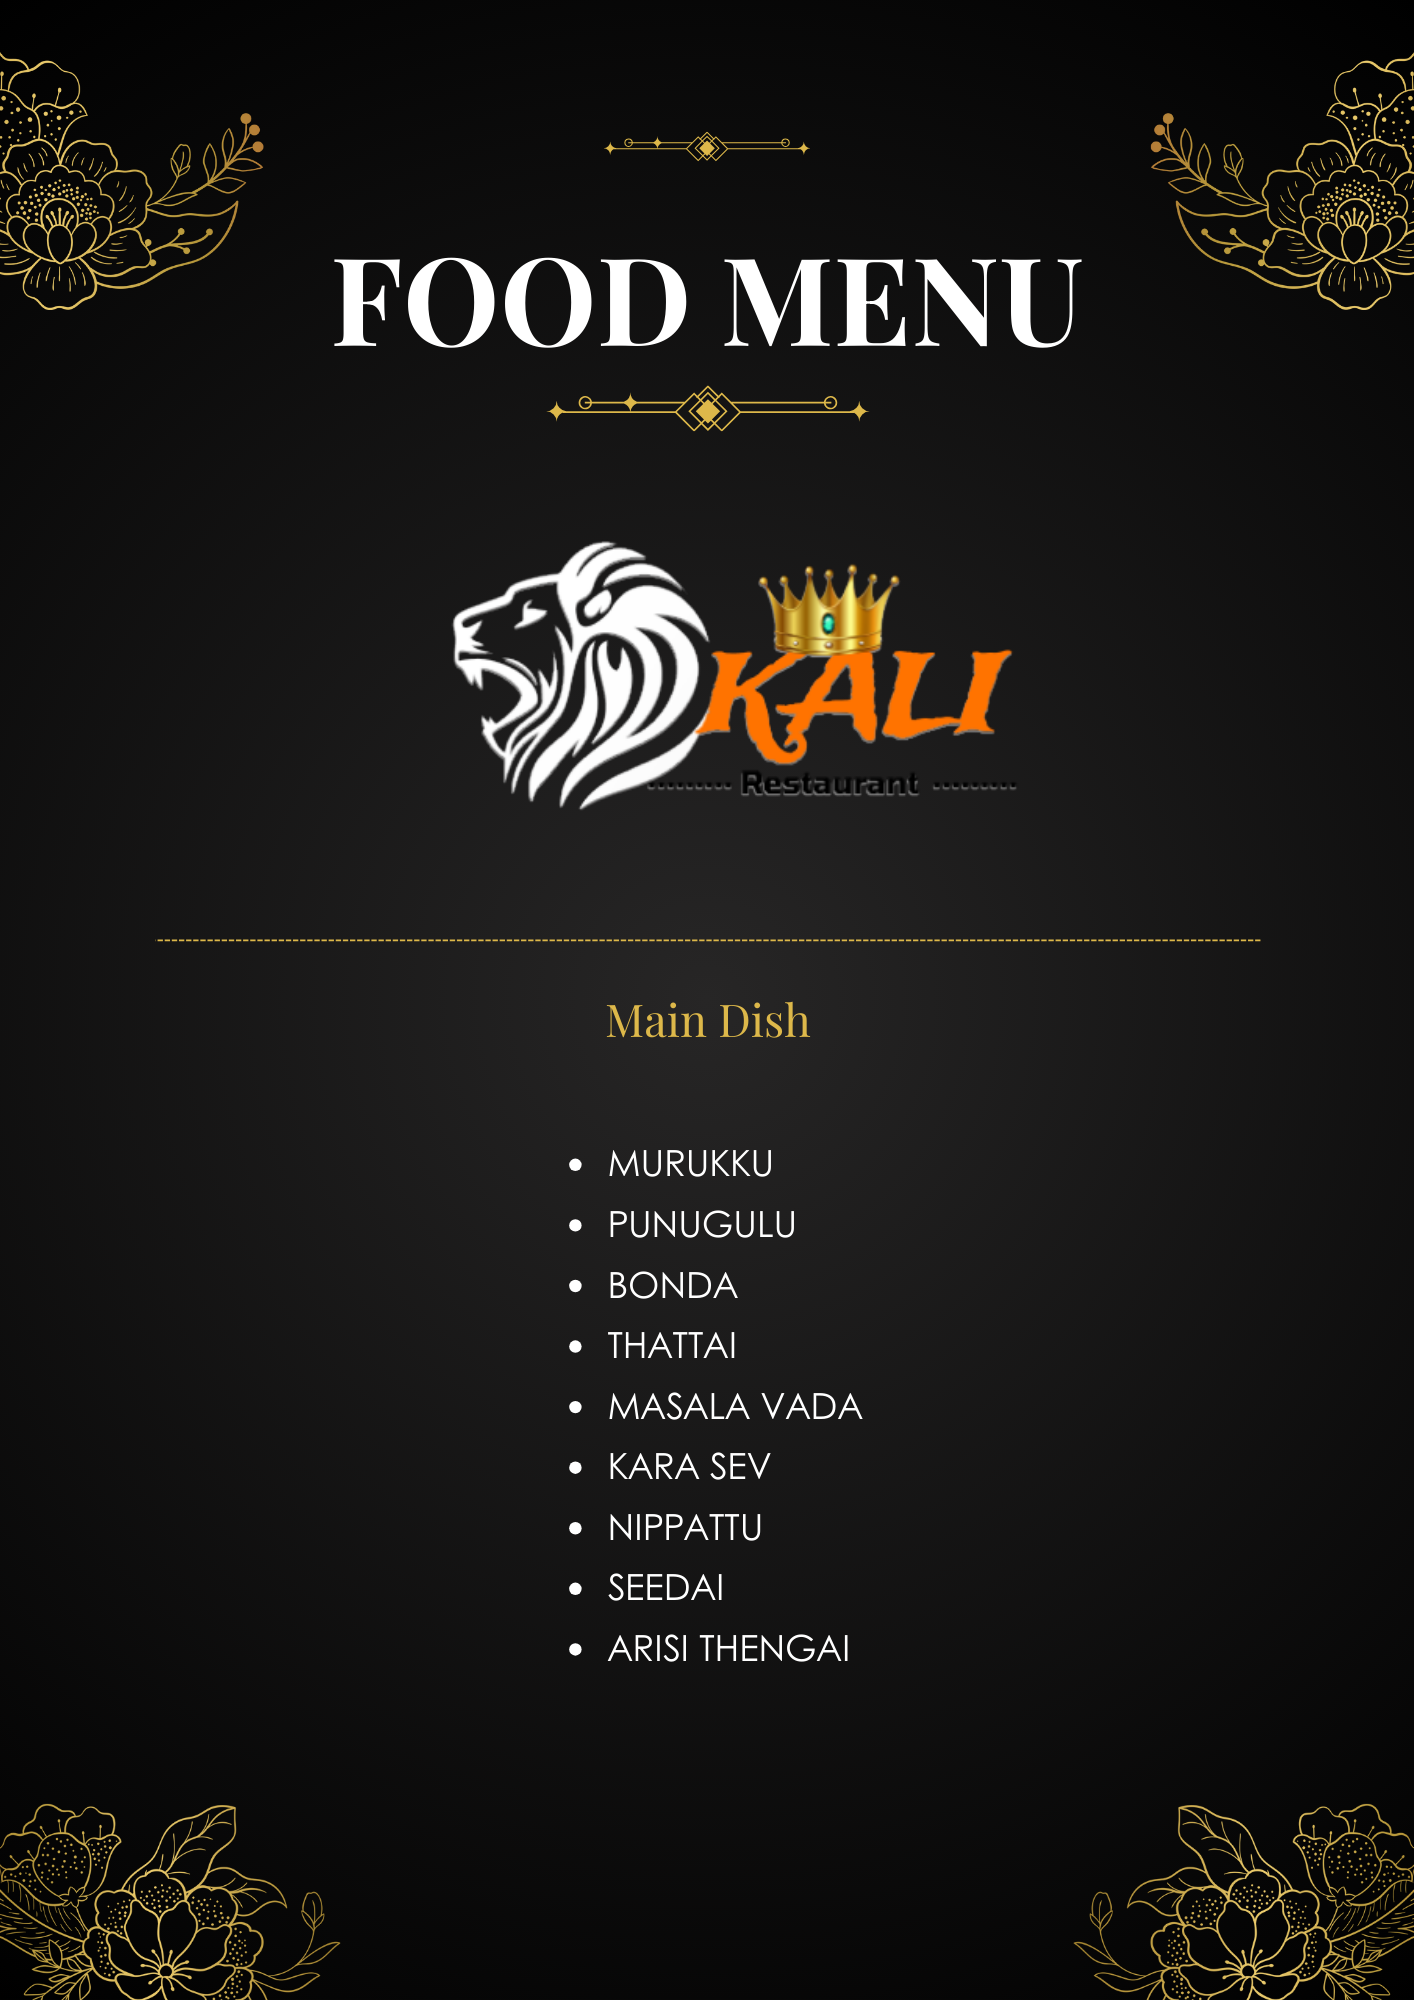 FOOD MENU
KALI
......... Restaurant .........
Main Dish
• MURUKKU
• PUNUGULU
• BONDA
• THATTAI
• MASALA VADA
• KARA SEV
• NIPPATTU
• SEEDAI
• ARISI THENGAI